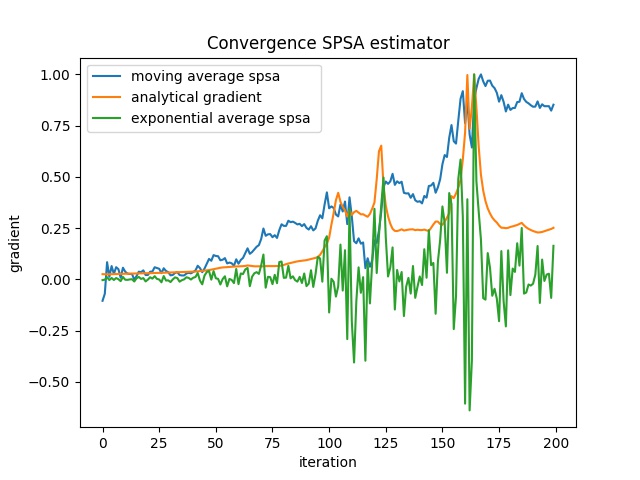 Convergence SPSA estimator
moving average spsa
analytical gradient
exponential average spsa
1.00
0.75
0.50
0.25
0.00
−0.25
−0.50
gradient
0 25 50 75 100 125 150 175 200
iteration